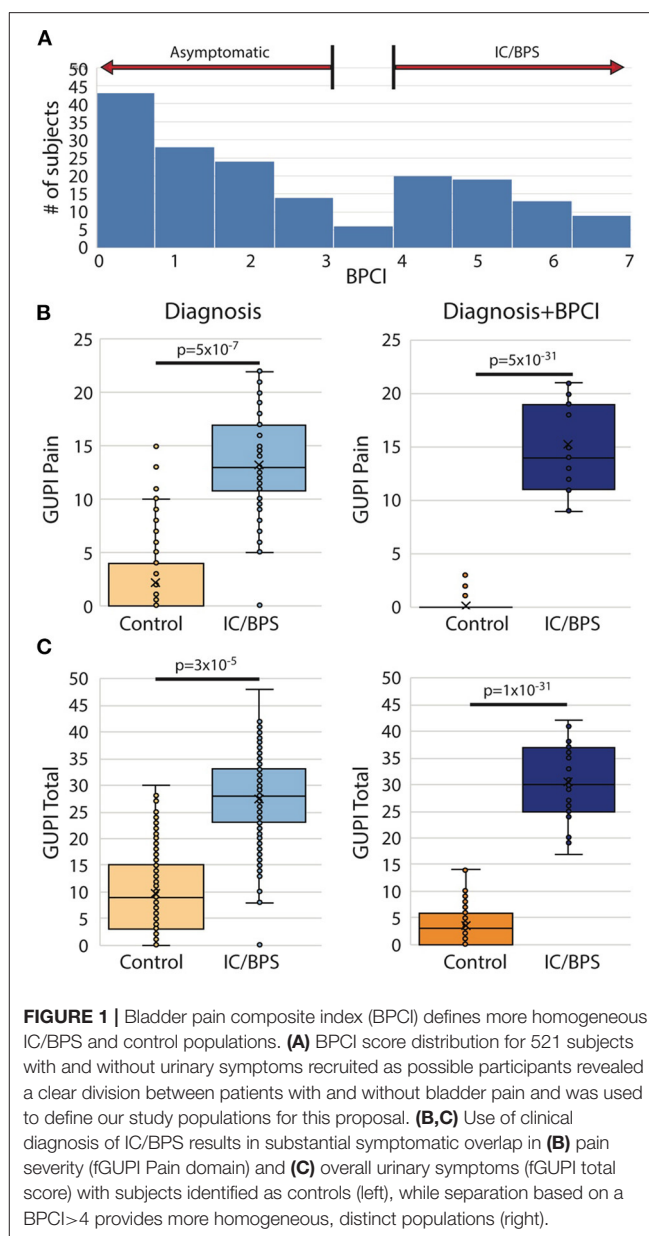 A
Asymptomatic
IC/BPS
50
45
40
35
30
25
20
15
10
5
0
# of subjects
0 1 2 3 4 5 6 7
BPCI
B
Diagnosis
Diagnosis+BPCI
25
20
15
10
5
0
GUPI Pain
p=5x10-7
Control IC/BPS
25
20
15
10
5
0
GUPI Pain
p=5x10-31
Control IC/BPS
C
50
45
40
35
30
25
20
15
10
5
0
GUPI Total
p=3x10-5
Control IC/BPS
50
45
40
35
30
25
20
15
10
5
0
GUPI Total
p=1x10-31
Control IC/BPS
FIGURE 1 | Bladder pain composite index (BPCI) defines more homogeneous
IC/BPS and control populations. (A) BPCI score distribution for 521 subjects
with and without urinary symptoms recruited as possible participants revealed
a clear division between patients with and without bladder pain and was used
to define our study populations for this proposal. (B,C) Use of clinical
diagnosis of IC/BPS results in substantial symptomatic overlap in (B) pain
severity (fGUPI Pain domain) and (C) overall urinary symptoms (fGUPI total
score) with subjects identified as controls (left), while separation based on a
BPCI>4 provides more homogeneous, distinct populations (right).